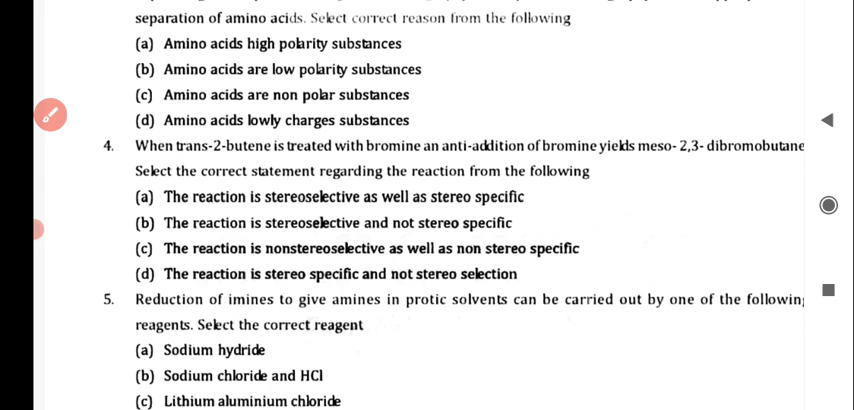 separation of amino acids. Select correct reason from the following
(a) Amino acids high polarity substances
(b) Amino acids are low polarity substances
(c) Amino acids are non polar substances
(d) Amino acids lowly charges substances
4. When trans-2-butene is treated with bromine an anti-addition of bromine yields meso- 2,3- dibromobutane
Select the correct statement regarding the reaction from the following
(a) The reaction is stereoselective as well as stereo specific
(b) The reaction is stereoselective and not stereo specific
(c) The reaction is nonstereoselective as well as non stereo specific
(d) The reaction is stereo specific and not stereo selection
5. Reduction of imines to give amines in protic solvents can be carried out by one of the following
reagents. Select the correct reagent
(a) Sodium hydride
(b) Sodium chloride and HCl
(c) Lithium aluminium chloride